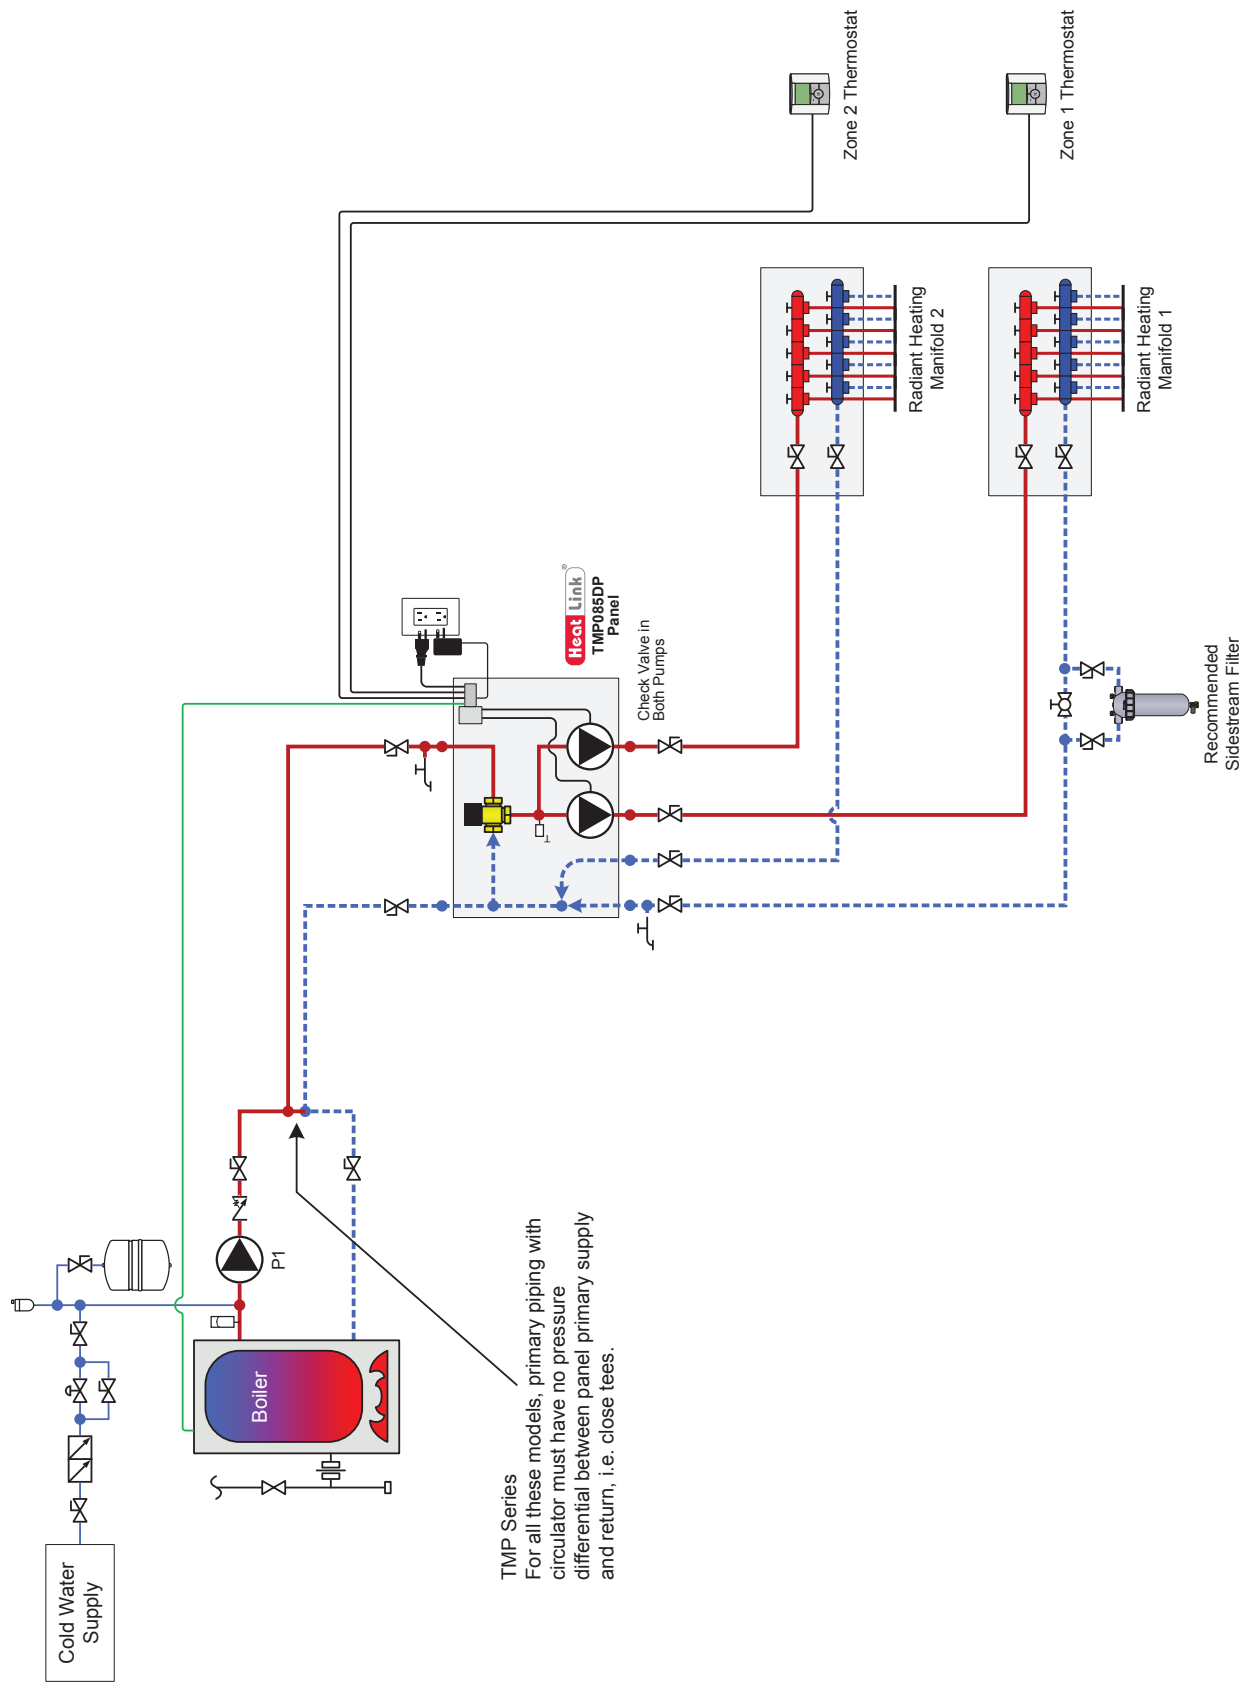 Cold Water
Supply
Boiler
P1
TMP Series
For all these models, primary piping with
circulator must have no pressure
differential between panel primary supply
and return, i.e. close tees.
Heat Link®
TMP085DP
Panel
Check Valve in
Both Pumps
Zone 2 Thermostat
Zone 1 Thermostat
Radiant Heating
Manifold 2
Radiant Heating
Manifold 1
Recommended
Sidestream Filter